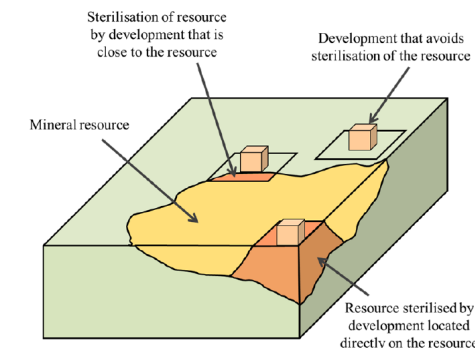 Sterilisation of resource
by development that is
close to the resource
Development that avoids
sterilisation of the resource
Mineral resource
Resource sterilised by
development located
directly on the resource